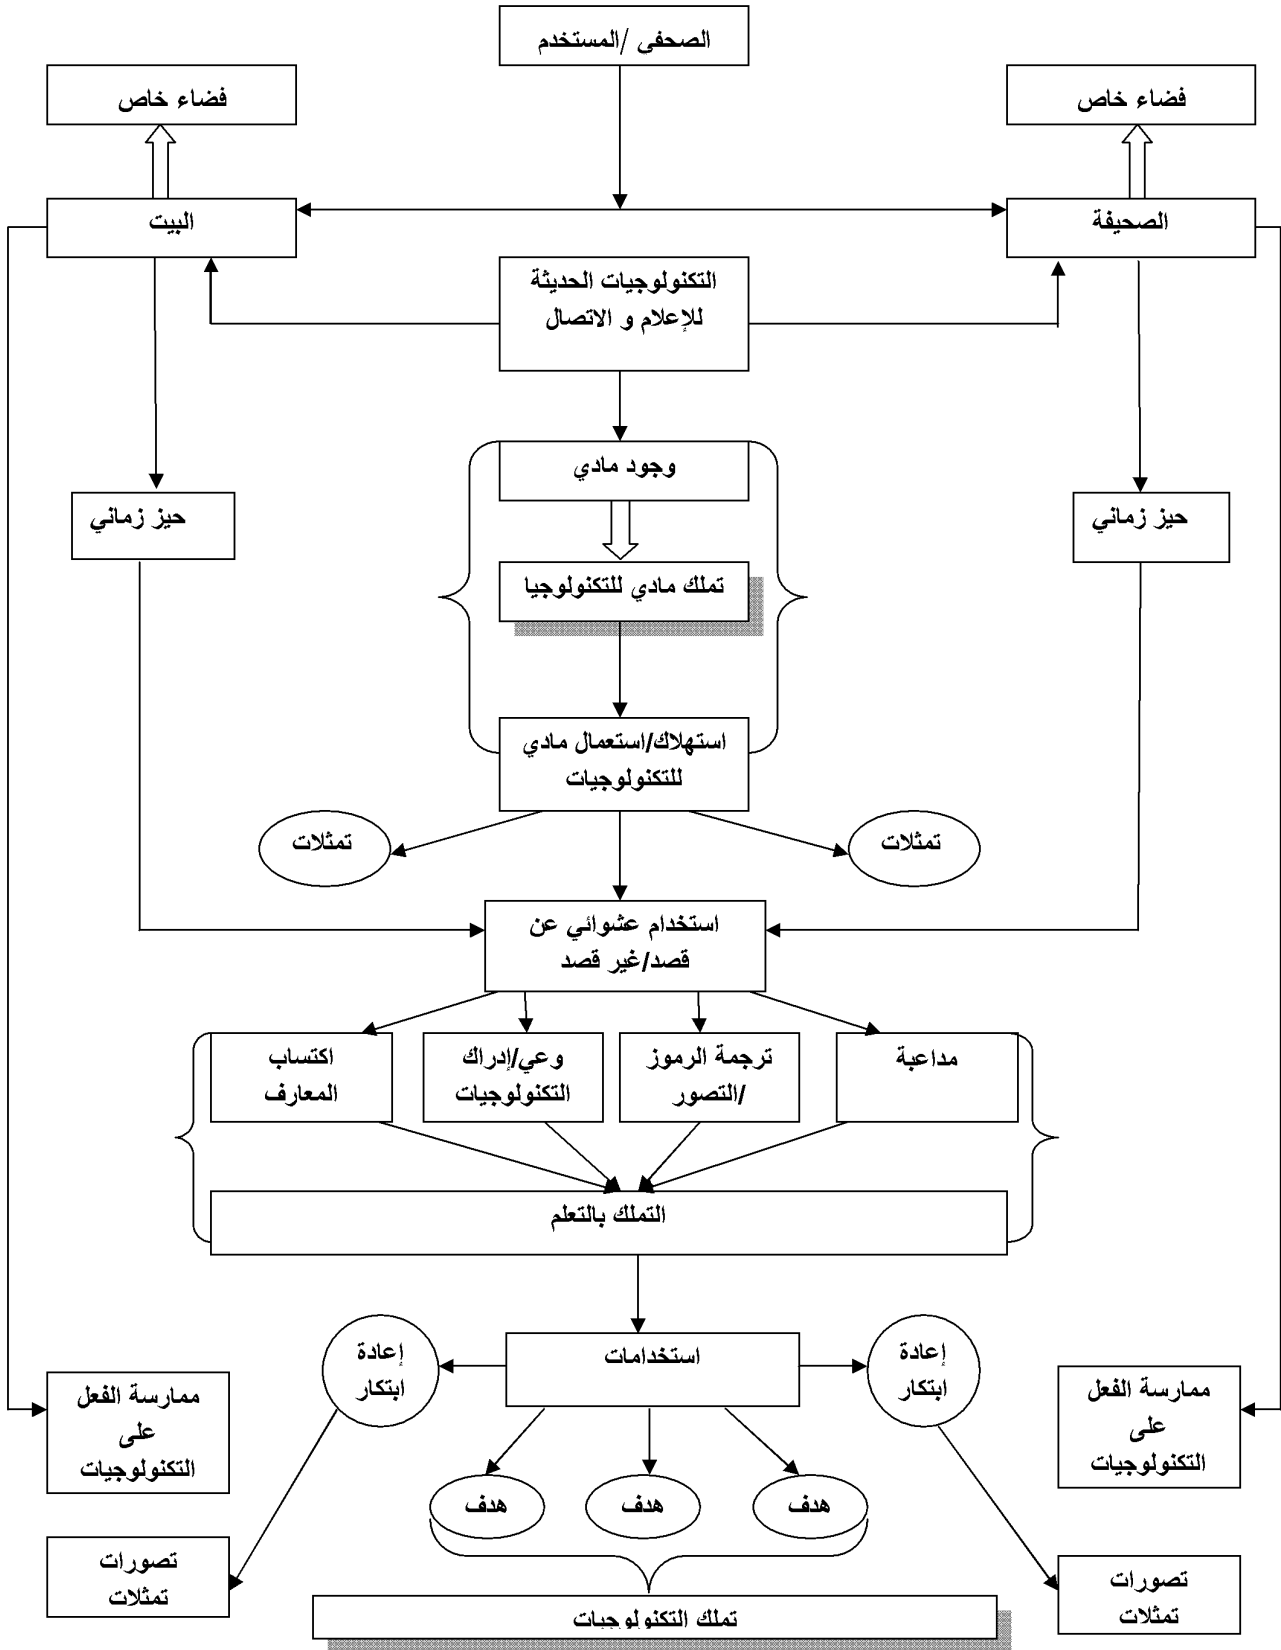 الصحفي /المستخدم
فضاء خاص
فضاء خاص
الصحيفة
البيت
التكنولوجيات الحديثة
للإعلام و الاتصال
وجود مادي
حيز زماني
حيز زماني
تملك مادي للتكنولوجيا
استهلاك/استعمال مادي
للتكنولوجيات
تمثلات
تمثلات
استخدام عشوائي عن
قصد/غير قصد
مداعبة
ترجمة الرموز
/التصور
وعي/إدراك
التكنولوجيات
اكتساب
المعارف
التملك بالتعلم
إعادة
ابتكار
استخدامات
إعادة
ابتكار
ممارسة الفعل
على
التكنولوجيات
ممارسة الفعل
على
التكنولوجيات
هدف
هدف
هدف
تصورات
تمثلات
تصورات
تمثلات
تملك التكنولوجيات